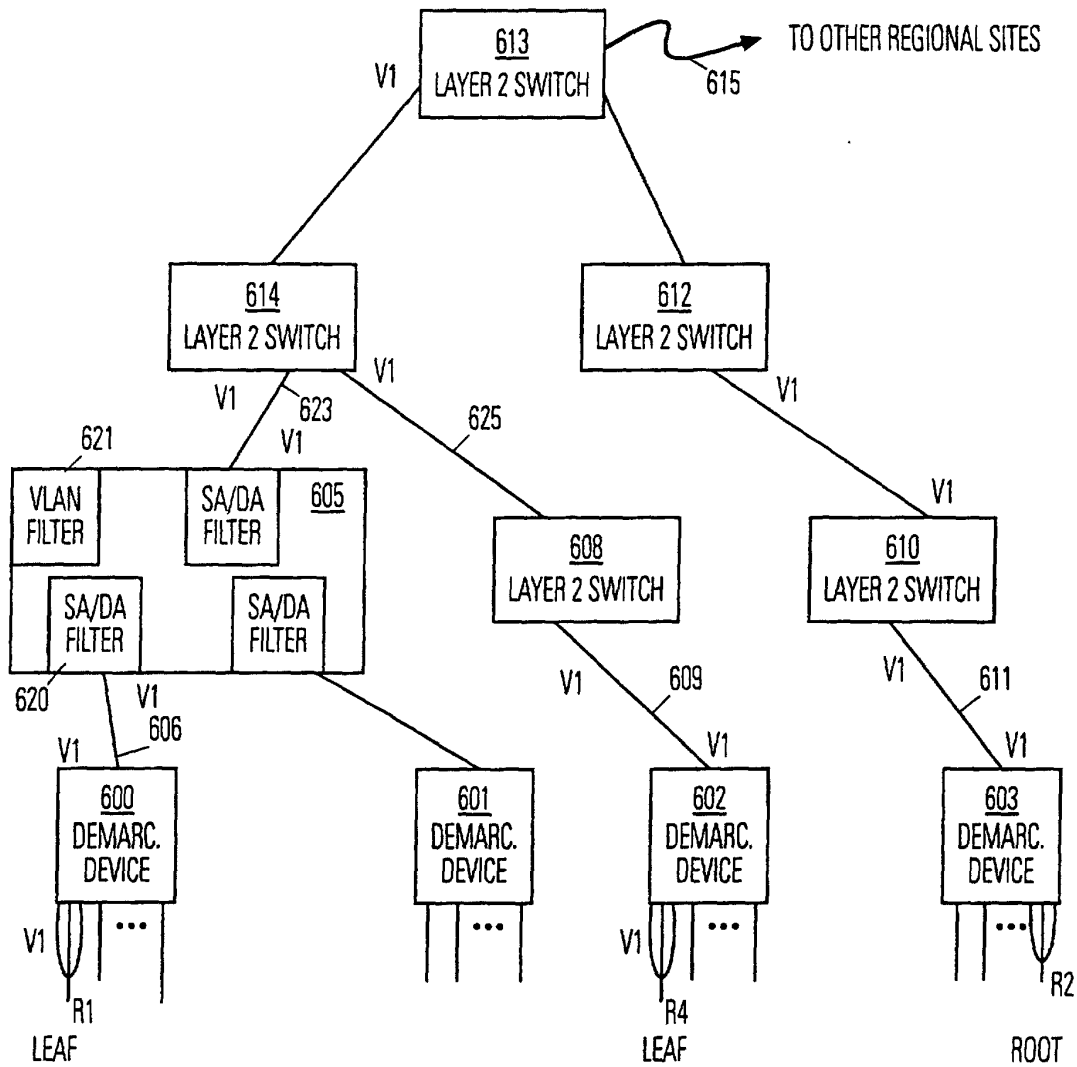 613
LAYER 2 SWITCH
TO OTHER REGIONAL SITES
615
V1
614
LAYER 2 SWITCH
612
LAYER 2 SWITCH
V1
623
V1
V1
625
V1
621
VLAN
FILTER
SA/DA
FILTER
605
V1
608
LAYER 2 SWITCH
610
LAYER 2 SWITCH
SA/DA
FILTER
SA/DA
FILTER
620
V1
606
V1
V1
609
V1
V1
611
V1
600
DEMARC.
DEVICE
601
DEMARC.
DEVICE
602
DEMARC.
DEVICE
603
DEMARC.
DEVICE
V1
•••
•••
V1
•••
•••
R1
R4
R2
LEAF
LEAF
ROOT